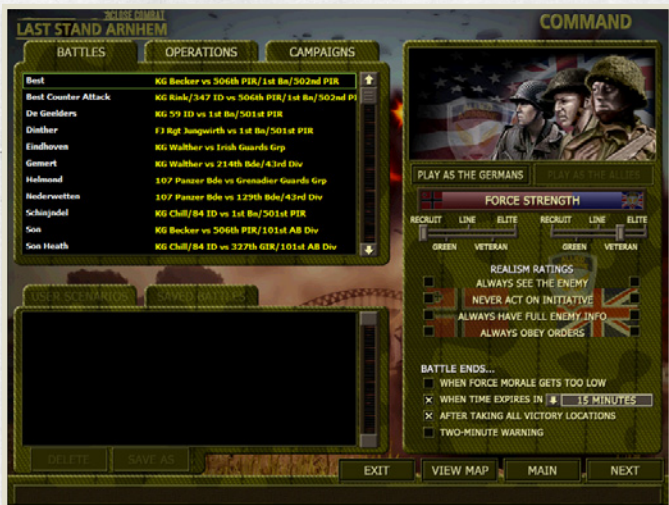 CLOSE COMBAT
LAST STAND ARNHEM
COMMAND
BATTLES
OPERATIONS
CAMPAIGNS
Best KG Becker vs 506th PIR/1st Bn/502nd PIR
Best Counter Attack KG Rink/347 ID vs 506th PIR/1st Bn/502nd PI
De Geelders KG 59 ID vs 1st Bn/501st PIR
Dinther FJ Rgt Jungwirth vs 1st Bn/501st PIR
Eindhoven KG Walther vs Irish Guards Grp
Gemert KG Walther vs 214th Bde/43rd Div
Helmond 107 Panzer Bde vs Grenadier Guards Grp
Nederwetten 107 Panzer Bde vs 129th Bde/43rd Div
Schinjndel KG Chill/84 ID vs 1st Bn/501st PIR
Son KG Becker vs 506th PIR/101st AB Div
Son Heath KG Chill/84 ID vs 327th GIR/101st AB Div
USER SCENARIOS
SAVED BATTLES
DELETE
SAVE AS
PLAY AS THE GERMANS
PLAY AS THE ALLIES
FORCE STRENGTH
RECRUIT LINE ELITE RECRUIT LINE ELITE
GREEN VETERAN GREEN VETERAN
REALISM RATINGS
ALWAYS SEE THE ENEMY
NEVER ACT ON INITIATIVE
ALWAYS HAVE FULL ENEMY INFO
ALWAYS OBEY ORDERS
BATTLE ENDS...
WHEN FORCE MORALE GETS TOO LOW
WHEN TIME EXPIRES IN 15 MINUTES
AFTER TAKING ALL VICTORY LOCATIONS
TWO-MINUTE WARNING
EXIT
VIEW MAP
MAIN
NEXT